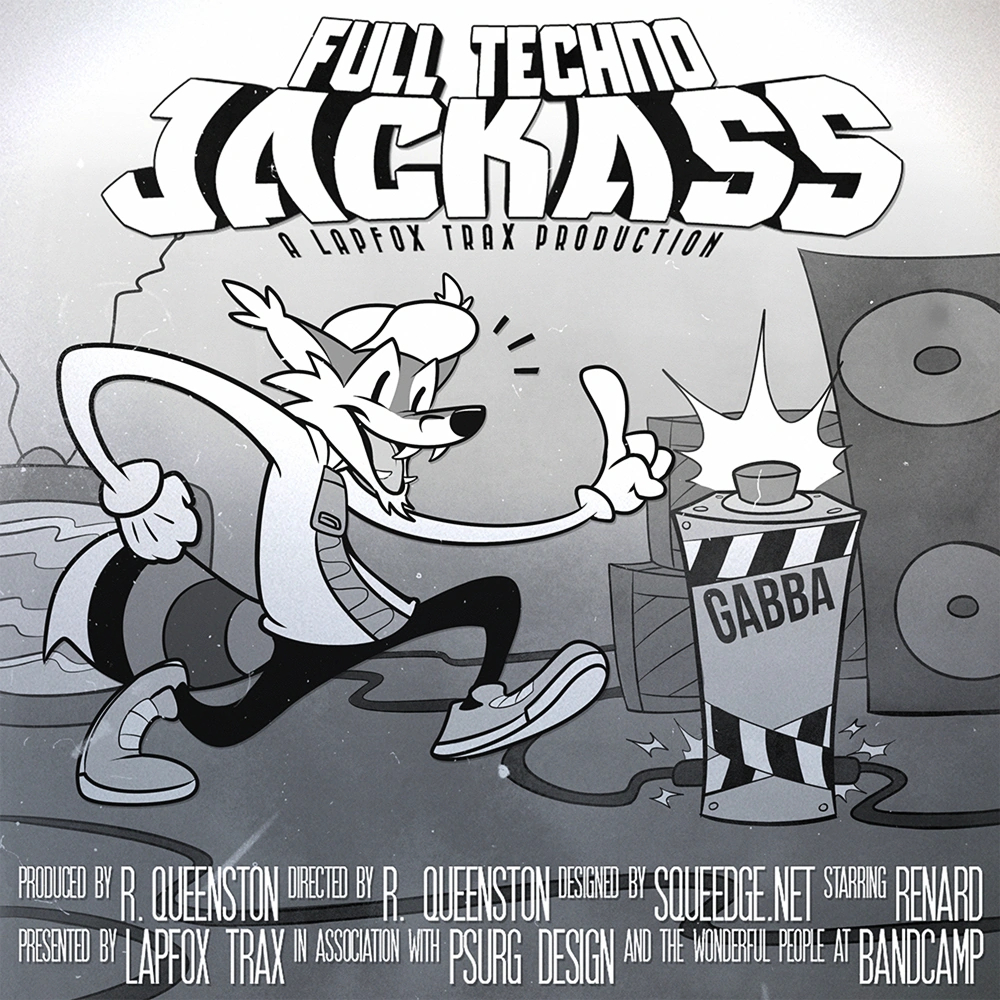 FULL TECHNO
JACKASS
A LAPFOX TRAX PRODUCTION
GABBA
PRODUCED BY R. QUEENSTON DIRECTED BY R. QUEENSTON DESIGNED BY SQUEEDGE.NET STARRING RENARD
PRESENTED BY LAPFOX TRAX IN ASSOCIATION WITH PSURG DESIGN AND THE WONDERFUL PEOPLE AT BANDCAMP